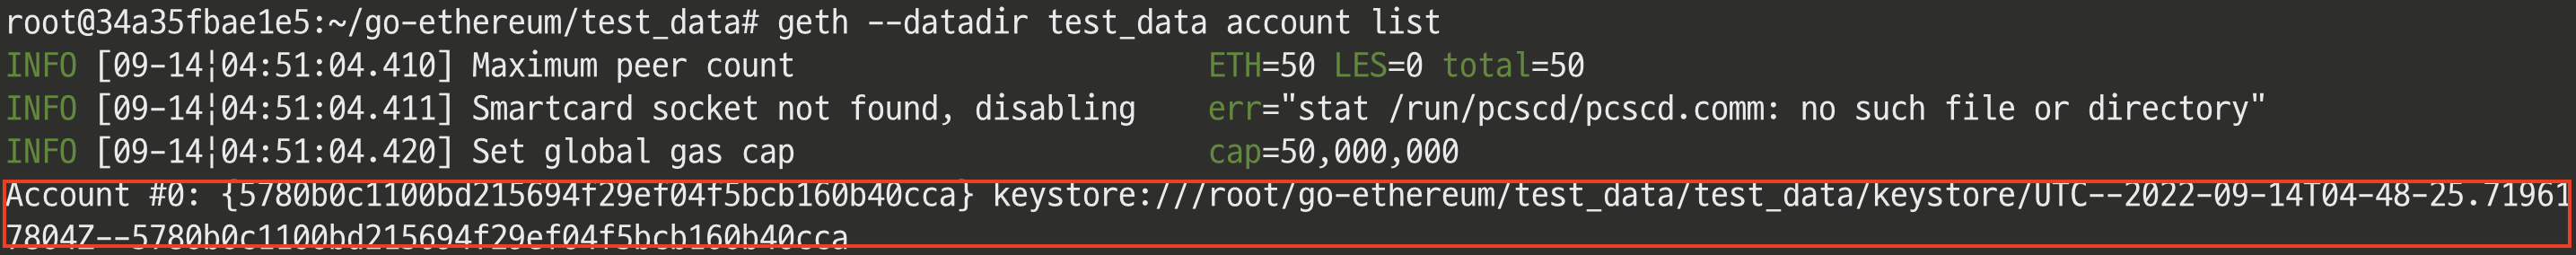 root@34a35fbae1e5:~/go-ethereum/test_data# geth --datadir test_data account list
INFO [09-14|04:51:04.410] Maximum peer count                       ETH=50 LES=0 total=50
INFO [09-14|04:51:04.411] Smartcard socket not found, disabling    err="stat /run/pcscd/pcscd.comm: no such file or directory"
INFO [09-14|04:51:04.420] Set global gas cap                       cap=50,000,000
Account #0: {5780b0c1100bd215694f29ef04f5bcb160b40cca} keystore:///root/go-ethereum/test_data/test_data/keystore/UTC--2022-09-14T04-48-25.71961
7804Z--5780b0c1100bd215694f29ef04f5bcb160b40cca